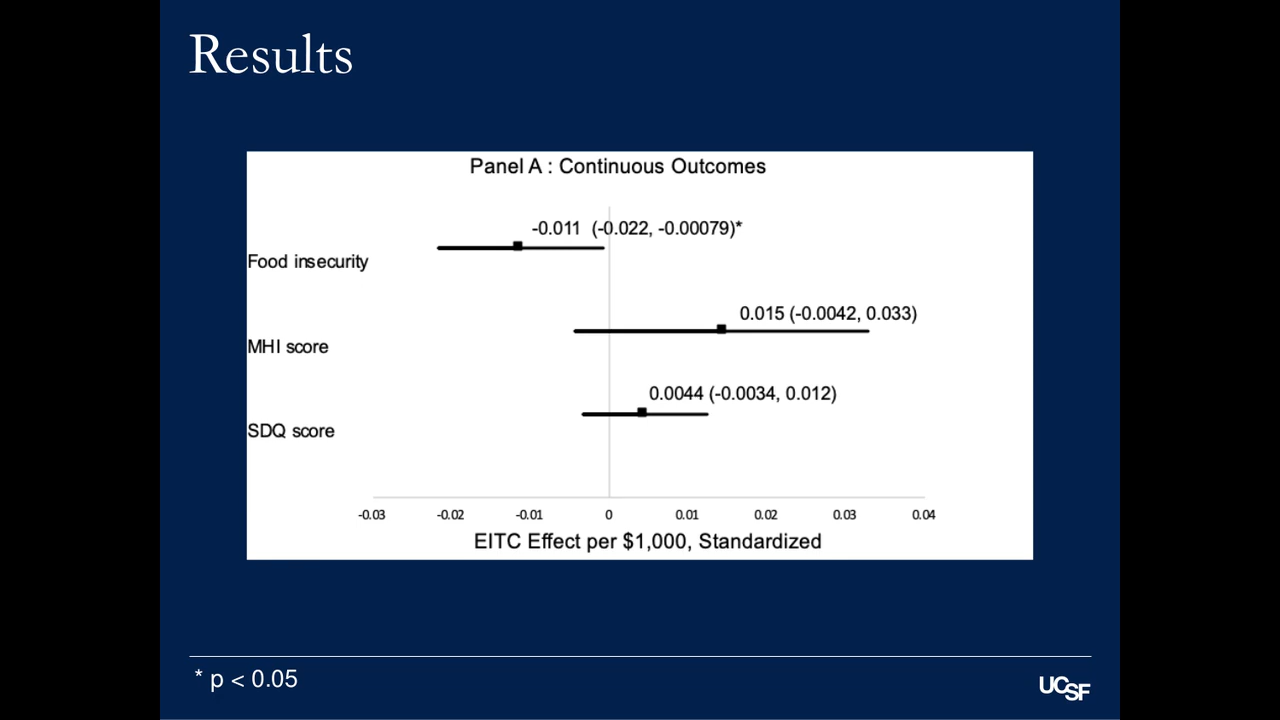 Results
Panel A : Continuous Outcomes
-0.011 (-0.022, -0.00079)*
Food insecurity
0.015 (-0.0042, 0.033)
MHI score
0.0044 (-0.0034, 0.012)
SDQ score
-0.03 -0.02 -0.01 0 0.01 0.02 0.03 0.04
EITC Effect per $1,000, Standardized
* p < 0.05
UCSF